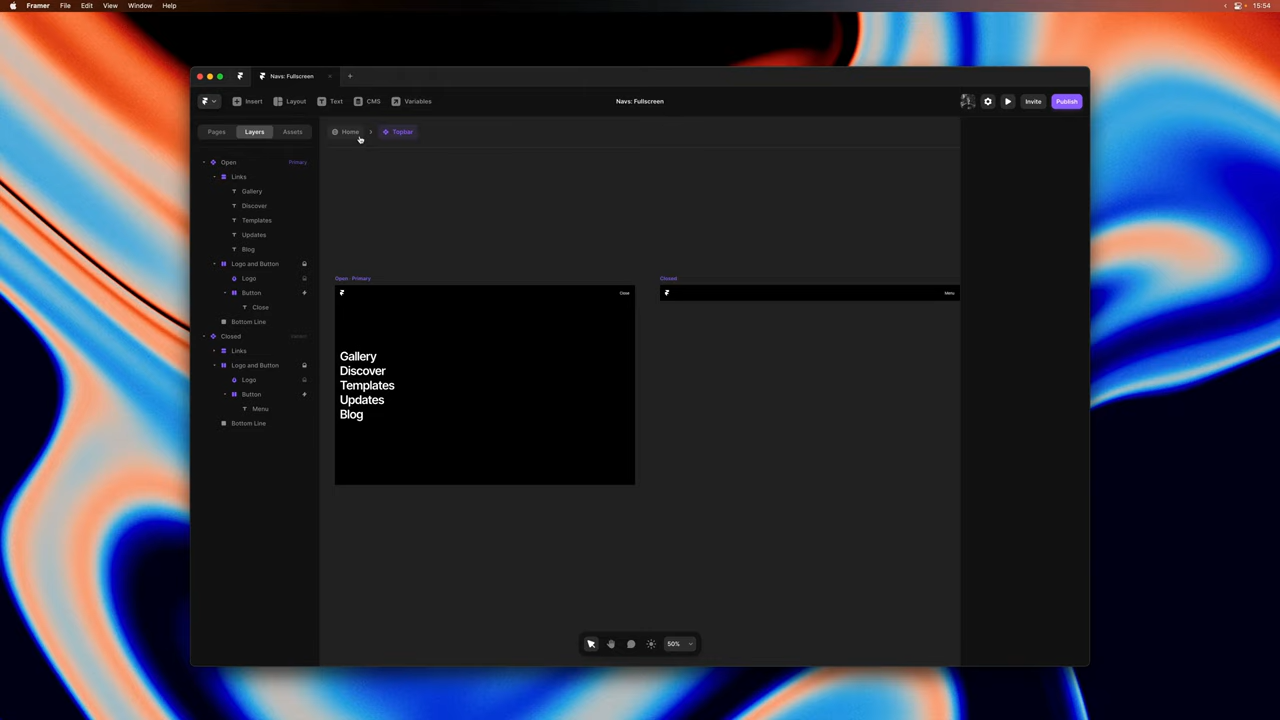 Framer File Edit View Window Help 15:54
Navs: Fullscreen
Insert Layout Text CMS Variables Navs: Fullscreen Invite Publish
Pages Layers Assets Home Topbar
Open Primary
Links
Gallery
Discover
Templates
Updates
Blog
Logo and Button
Logo
Button
Close
Bottom Line
Closed Variant
Links
Logo and Button
Logo
Button
Menu
Bottom Line
Open · Primary Closed
Close Menu
Gallery
Discover
Templates
Updates
Blog
50%